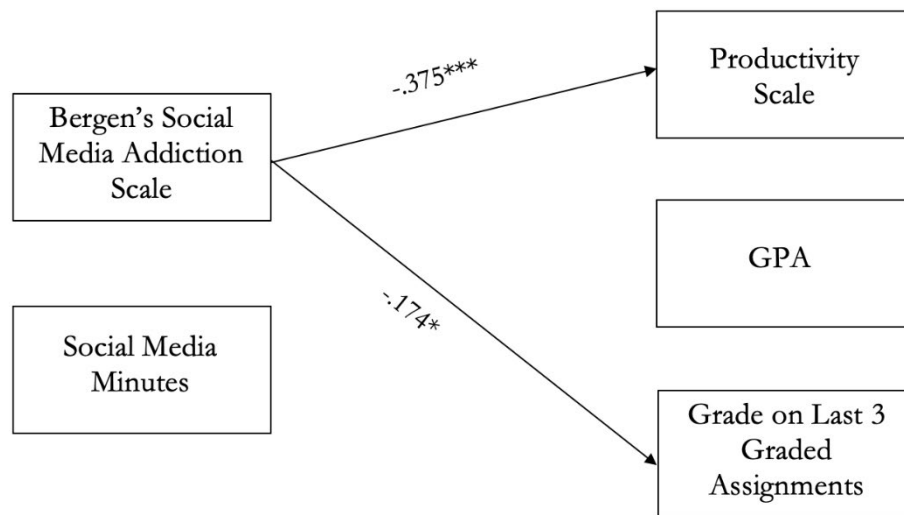 Bergen's Social
Media Addiction
Scale
Social Media
Minutes
-.375***
-.174*
Productivity
Scale
GPA
Grade on Last 3
Graded
Assignments